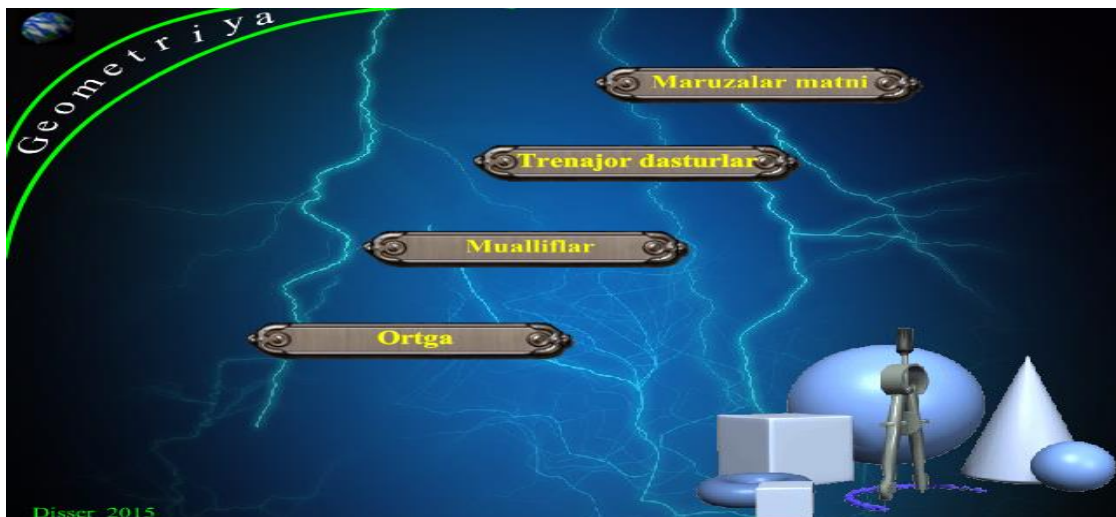 Geometriya
Maruzalar matni
Trenajor dasturlar
Mualliflar
Ortga
Disser 2015